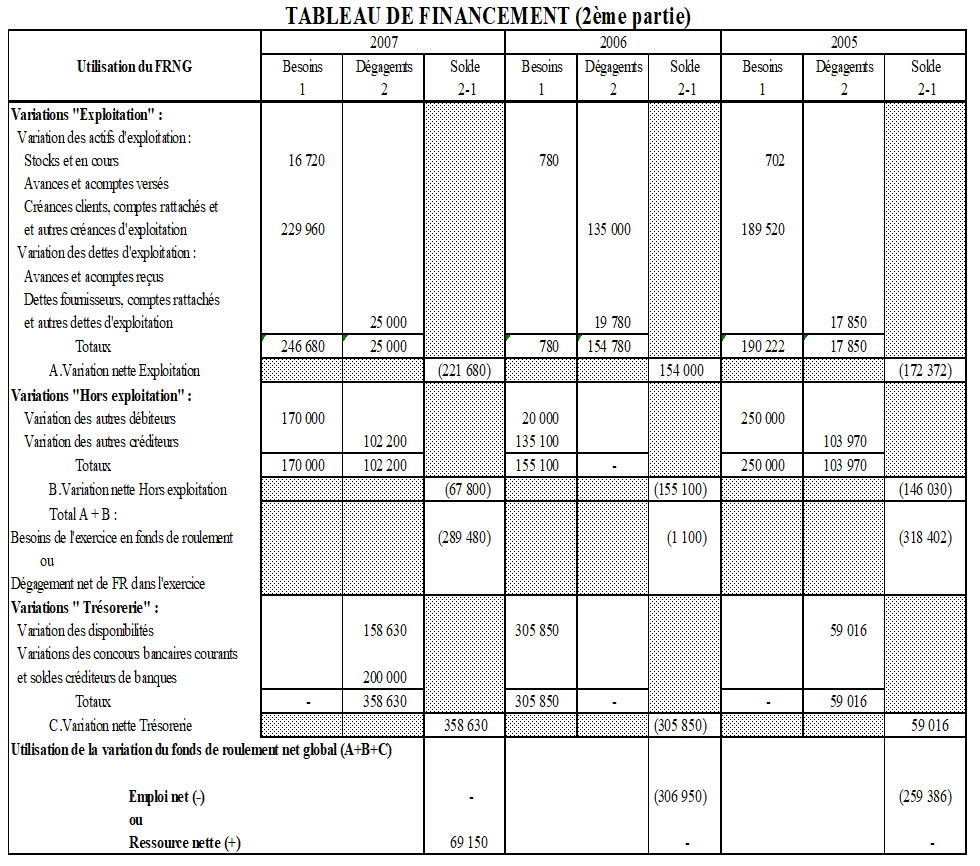 TABLEAU DE FINANCEMENT (2ème partie)
2007 2006 2005
Utilisation du FRNG Besoins Dégagemts Solde Besoins Dégagemts Solde Besoins Dégagemts Solde
1 2 2-1 1 2 2-1 1 2 2-1
Variations "Exploitation" :
Variation des actifs d'exploitation :
Stocks et en cours 16 720 780 702
Avances et acomptes versés
Créances clients, comptes rattachés et
et autres créances d'exploitation 229 960 135 000 189 520
Variation des dettes d'exploitation :
Avances et acomptes reçus
Dettes fournisseurs, comptes rattachés
et autres dettes d'exploitation 25 000 19 780 17 850
Totaux 246 680 25 000 780 154 780 190 222 17 850
A.Variation nette Exploitation (221 680) 154 000 (172 372)
Variations "Hors exploitation" :
Variation des autres débiteurs 170 000 20 000 250 000
Variation des autres créditeurs 102 200 135 100 103 970
Totaux 170 000 102 200 155 100 - 250 000 103 970
B.Variation nette Hors exploitation (67 800) (155 100) (146 030)
Total A + B :
Besoins de l'exercice en fonds de roulement (289 480) (1 100) (318 402)
ou
Dégagement net de FR dans l'exercice
Variations " Trésorerie" :
Variation des disponibilités 158 630 305 850 59 016
Variations des concours bancaires courants
et soldes créditeurs de banques 200 000
Totaux - 358 630 305 850 - - 59 016
C.Variation nette Trésorerie 358 630 (305 850) 59 016
Utilisation de la variation du fonds de roulement net global (A+B+C)
Emploi net (-) - (306 950) (259 386)
ou
Ressource nette (+) 69 150 - -